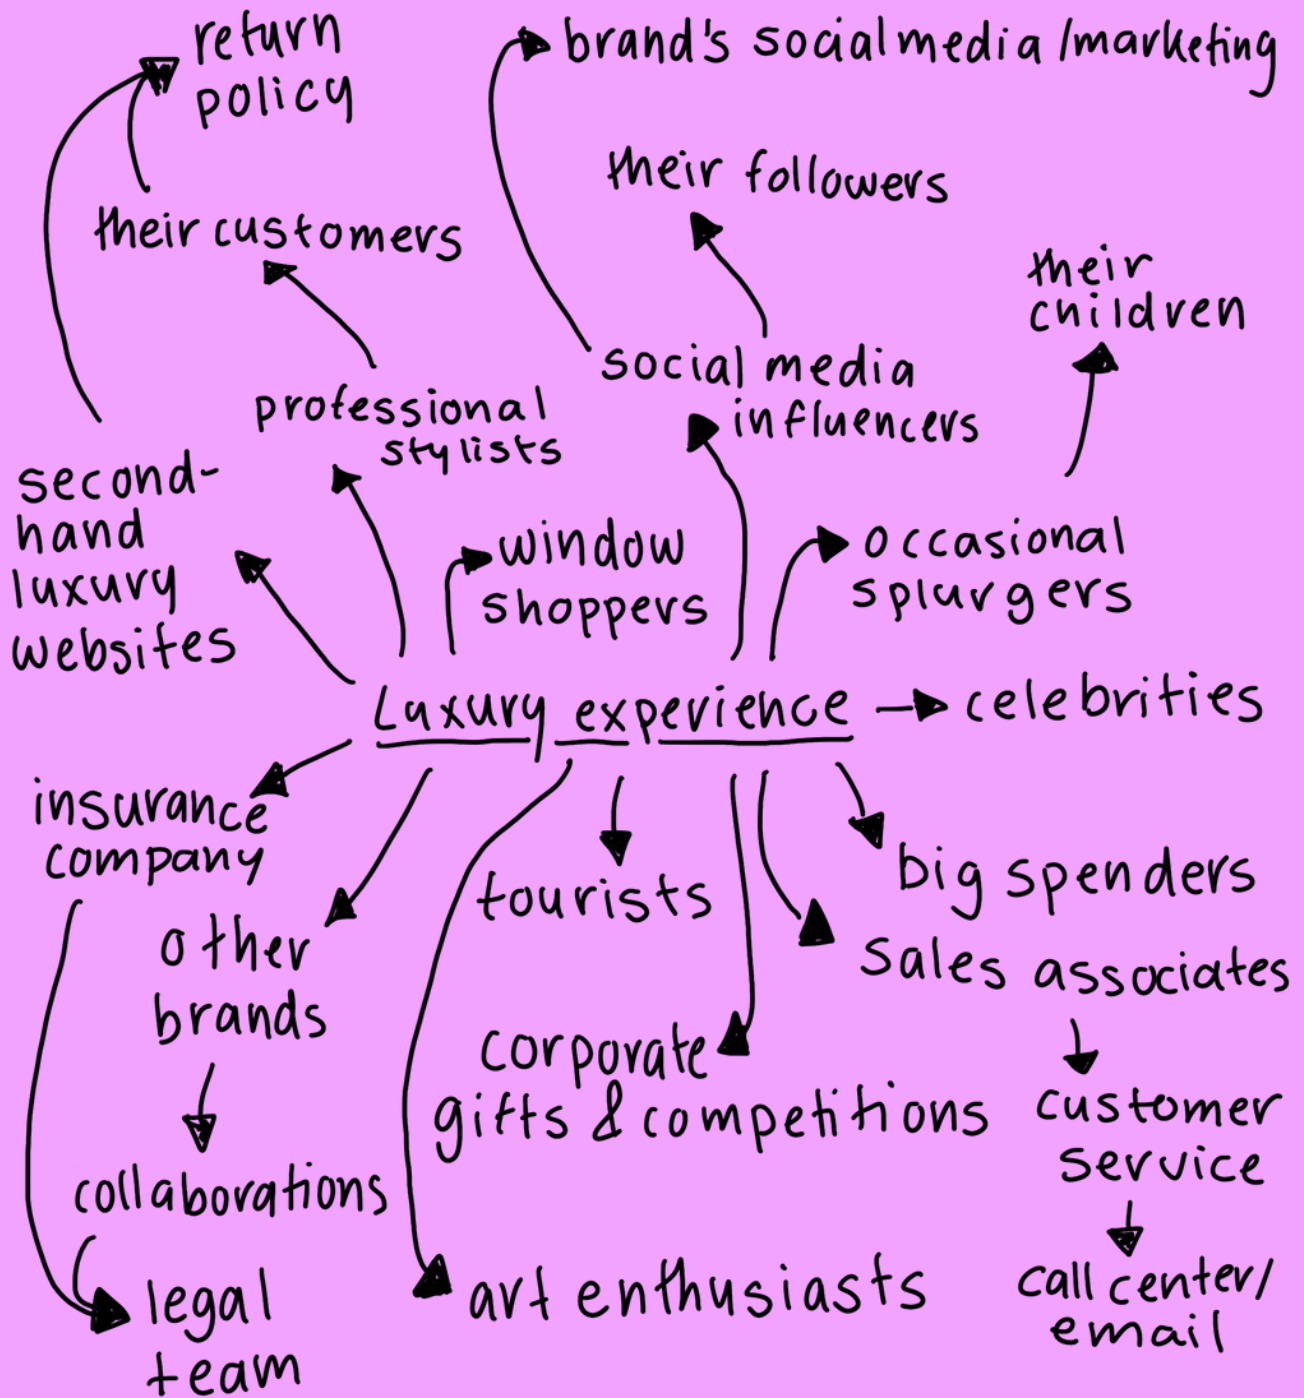 return
policy
brand's social media/marketing
their followers
their customers
their
children
social media
influencers
professional
stylists
second-
hand
luxury
websites
window
shoppers
occasional
splurgers
Luxury experience
celebrities
insurance
company
big spenders
tourists
other
brands
sales associates
corporate
gifts & competitions
customer
service
collaborations
art enthusiasts
call center/
email
legal
team